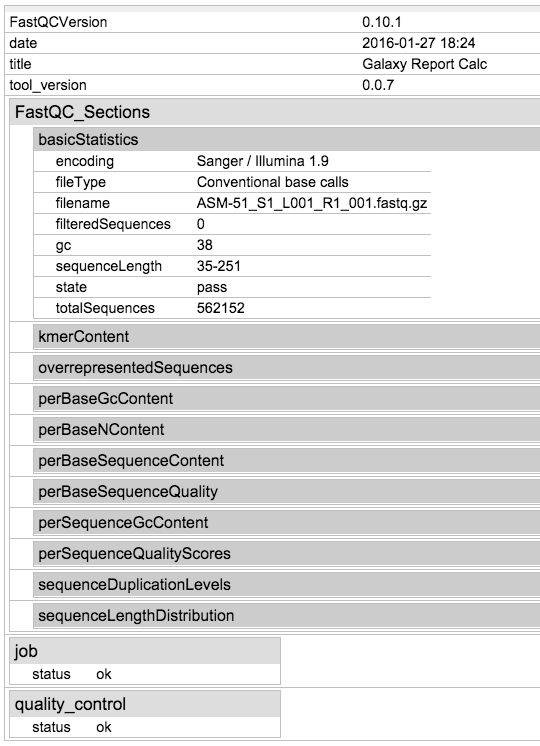 FastQCVersion 0.10.1
date 2016-01-27 18:24
title Galaxy Report Calc
tool_version 0.0.7
FastQC_Sections
basicStatistics
encoding Sanger / Illumina 1.9
fileType Conventional base calls
filename ASM-51_S1_L001_R1_001.fastq.gz
filteredSequences 0
gc 38
sequenceLength 35-251
state pass
totalSequences 562152
kmerContent
overrepresentedSequences
perBaseGcContent
perBaseNContent
perBaseSequenceContent
perBaseSequenceQuality
perSequenceGcContent
perSequenceQualityScores
sequenceDuplicationLevels
sequenceLengthDistribution
job
status ok
quality_control
status ok